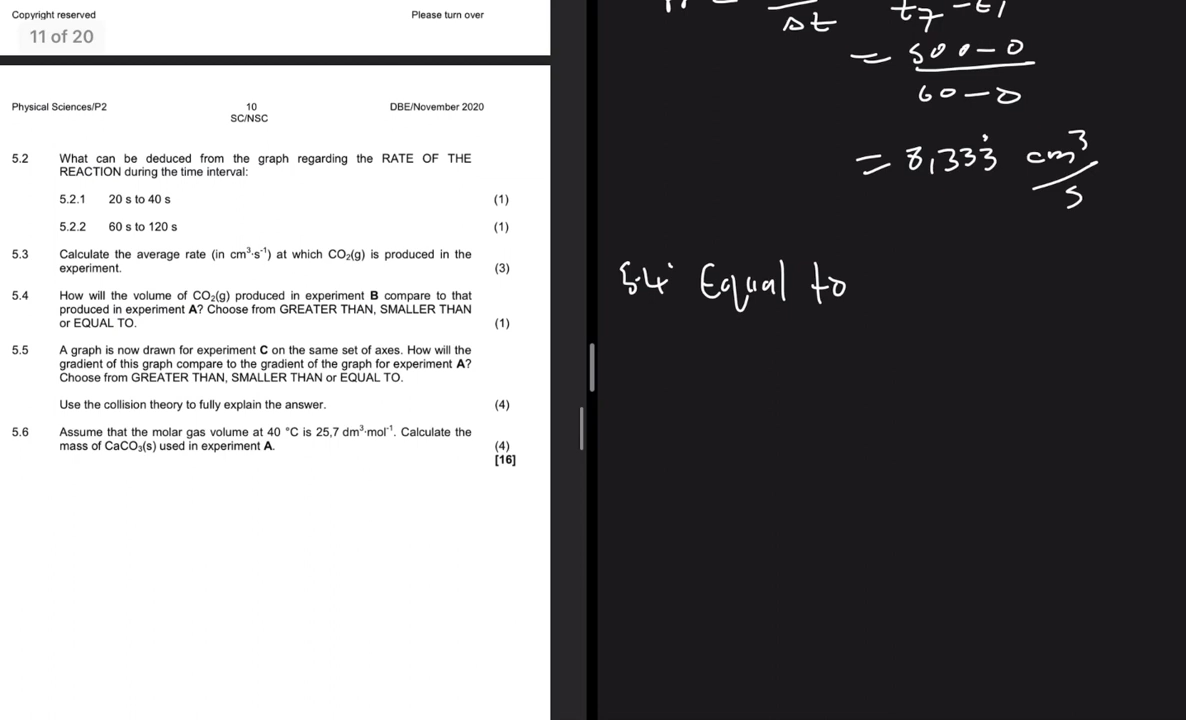 Copyright reserved Please turn over
11 of 20
Physical Sciences/P2 10 DBE/November 2020
SC/NSC
5.2 What can be deduced from the graph regarding the RATE OF THE
REACTION during the time interval:
5.2.1 20 s to 40 s (1)
5.2.2 60 s to 120 s (1)
5.3 Calculate the average rate (in cm³·s⁻¹) at which CO₂(g) is produced in the
experiment. (3)
5.4 How will the volume of CO₂(g) produced in experiment B compare to that
produced in experiment A? Choose from GREATER THAN, SMALLER THAN
or EQUAL TO. (1)
5.5 A graph is now drawn for experiment C on the same set of axes. How will the
gradient of this graph compare to the gradient of the graph for experiment A?
Choose from GREATER THAN, SMALLER THAN or EQUAL TO.
Use the collision theory to fully explain the answer. (4)
5.6 Assume that the molar gas volume at 40 °C is 25,7 dm³·mol⁻¹. Calculate the
mass of CaCO₃(s) used in experiment A. (4)
[16]
Δt t7 - t1
= 500 - 0
60 - 0
= 8,333̇ cm³/s
5.4 Equal to